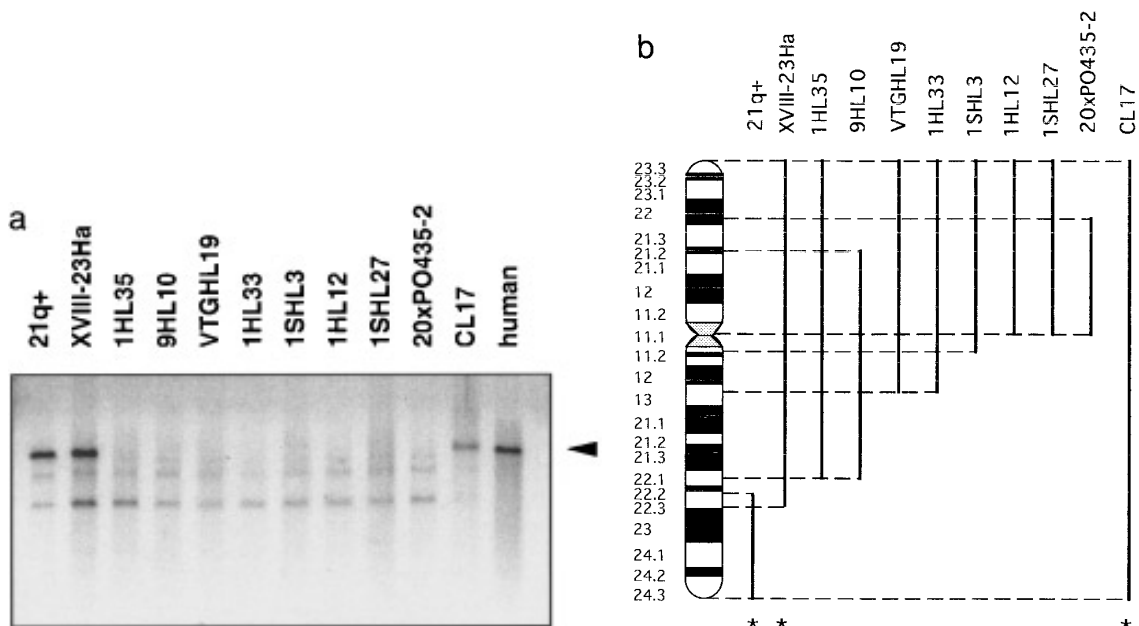 a
21q+
XVIII-23Ha
1HL35
9HL10
VTGHL19
1HL33
1SHL3
1HL12
1SHL27
20xPO435-2
CL17
human
b
21q+
XVIII-23Ha
1HL35
9HL10
VTGHL19
1HL33
1SHL3
1HL12
1SHL27
20xPO435-2
CL17
23.3
23.2
23.1
22
21.3
21.2
21.1
12
11.2
11.1
11.2
12
13
21.1
21.2
21.3
22.1
22.2
22.3
23
24.1
24.2
24.3
* * *